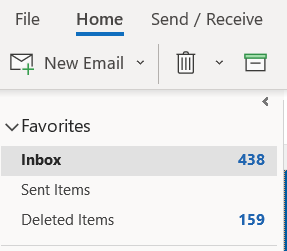 File Home Send / Receive
New Email
Favorites
Inbox 438
Sent Items
Deleted Items 159